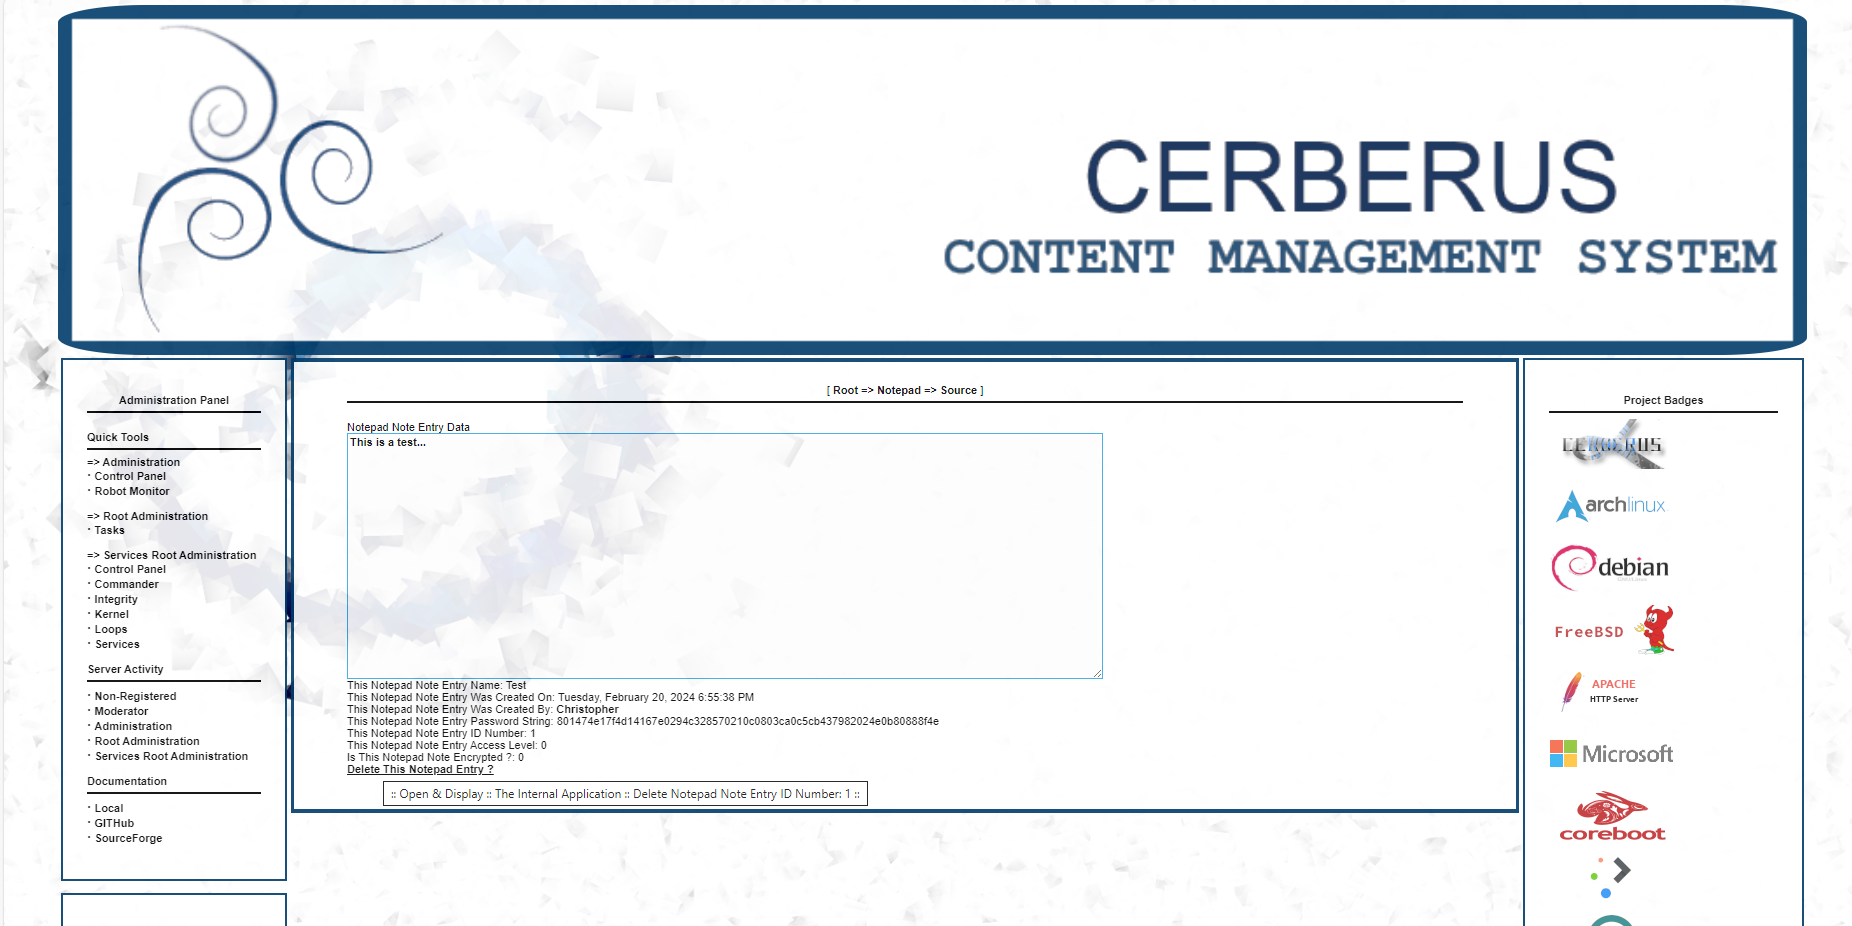 CERBERUS
CONTENT MANAGEMENT SYSTEM
Administration Panel
Quick Tools
=> Administration
· Control Panel
· Robot Monitor
=> Root Administration
· Tasks
=> Services Root Administration
· Control Panel
· Commander
· Integrity
· Kernel
· Loops
· Services
Server Activity
· Non-Registered
· Moderator
· Administration
· Root Administration
· Services Root Administration
Documentation
· Local
· GITHub
· SourceForge
[ Root => Notepad => Source ]
Notepad Note Entry Data
This is a test...
This Notepad Note Entry Name: Test
This Notepad Note Entry Was Created On: Tuesday, February 20, 2024 6:55:38 PM
This Notepad Note Entry Was Created By: Christopher
This Notepad Note Entry Password String: 801474e17f4d14167e0294c328570210c0803ca0c5cb437982024e0b80888f4e
This Notepad Note Entry ID Number: 1
This Notepad Note Entry Access Level: 0
Is This Notepad Note Encrypted ?: 0
Delete This Notepad Entry ?
:: Open & Display :: The Internal Application :: Delete Notepad Note Entry ID Number: 1 ::
Project Badges
CERBERUS
archlinux
debian
FreeBSD
APACHE
HTTP Server
Microsoft
coreboot